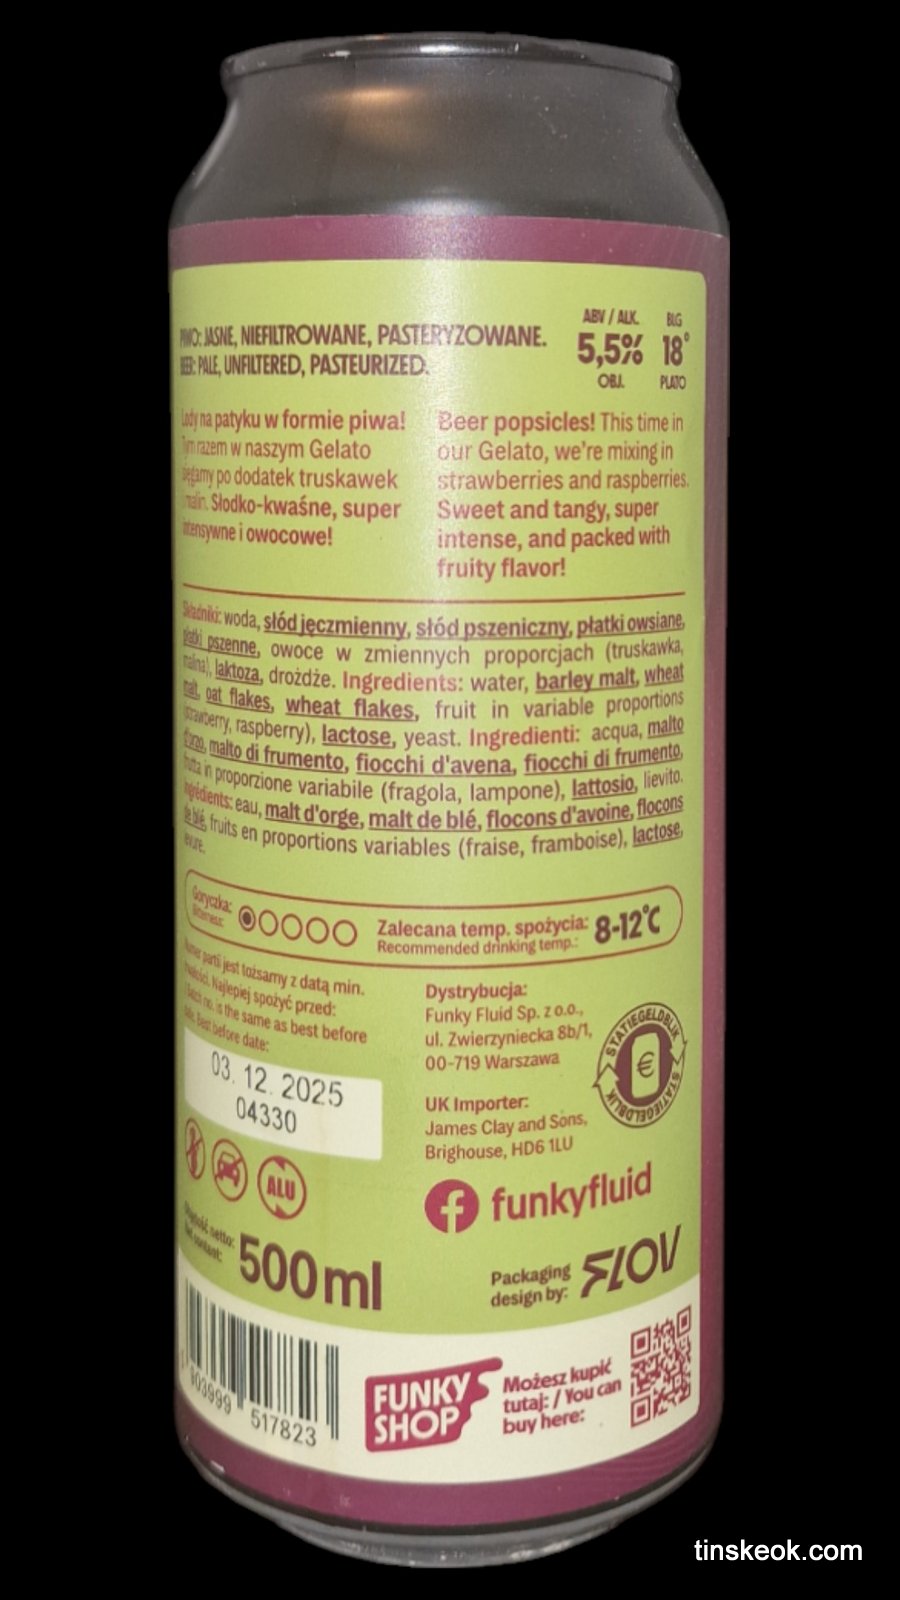 PIWO: JASNE, NIEFILTROWANE, PASTERYZOWANE.
BEER: PALE, UNFILTERED, PASTEURIZED.
ABV / ALK.
5,5%
OBJ.
BLG
18°
PLATO
Lody na patyku w formie piwa!
Tym razem w naszym Gelato
sięgamy po dodatek truskawek
i malin. Słodko-kwaśne, super
intensywne i owocowe!
Beer popsicles! This time in
our Gelato, we're mixing in
strawberries and raspberries.
Sweet and tangy, super
intense, and packed with
fruity flavor!
Składniki: woda, słód jęczmienny, słód pszeniczny, płatki owsiane,
płatki pszenne, owoce w zmiennych proporcjach (truskawka,
malina), laktoza, drożdże. Ingredients: water, barley malt, wheat
malt, oat flakes, wheat flakes, fruit in variable proportions
(strawberry, raspberry), lactose, yeast. Ingredienti: acqua, malto
d'orzo, malto di frumento, fiocchi d'avena, fiocchi di frumento,
frutta in proporzione variabile (fragola, lampone), lattosio, lievito.
Ingrédients: eau, malt d'orge, malt de blé, flocons d'avoine, flocons
de blé, fruits en proportions variables (fraise, framboise), lactose,
levure.
Goryczka:
Bitterness:
Zalecana temp. spożycia:
Recommended drinking temp.:
8-12°C
Numer partii jest tożsamy z datą min.
trwałości. Najlepiej spożyć przed:
/ Batch no. is the same as best before
date. Best before date:
03. 12. 2025
04330
ALU
Objętość netto:
Net content:
500 ml
Dystrybucja:
Funky Fluid Sp. z o.o.,
ul. Zwierzyniecka 8b/1,
00-719 Warszawa
UK Importer:
James Clay and Sons,
Brighouse, HD6 1LU
STATIEGELDBLIK
€
STATIEGELDBLIK
funkyfluid
Packaging
design by:
FLOV
903999 517823
FUNKY
SHOP
Możesz kupić
tutaj: / You can
buy here:
tinskeok.com